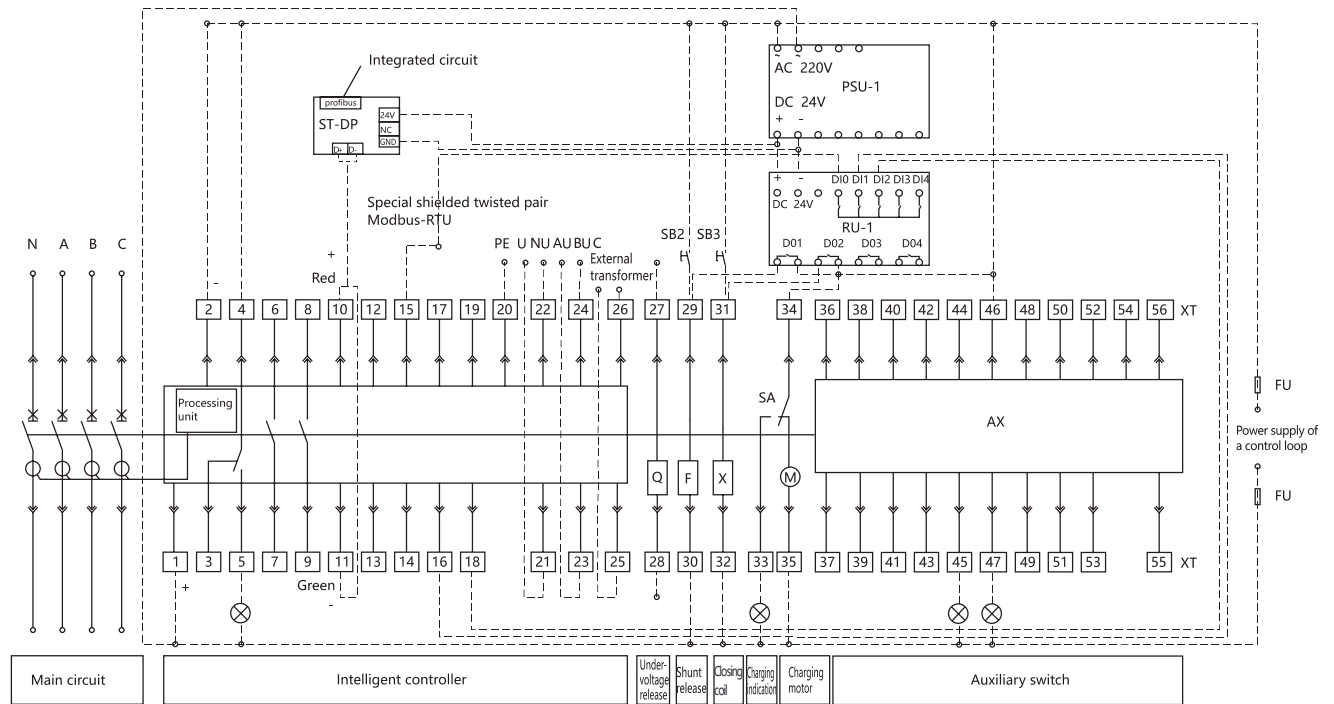 Integrated circuit
profibus
ST-DP
24V
NC
GND
D+ D-
~ ~
AC 220V
PSU-1
DC 24V
+ -
+ - DI0 DI1 DI2 DI3 DI4
DC 24V
RU-1
D01 D02 D03 D04
Special shielded twisted pair
Modbus-RTU
N A B C
+
Red
-
PE U NU AU BU C
External
transformer
SB2 SB3
2 4 6 8 10 12 15 17 19 20 22 24 26 27 29 31 34 36 38 40 42 44 46 48 50 52 54 56 XT
Processing
unit
SA
AX
FU
Power supply of
a control loop
FU
Q F X M
1 3 5 7 9 11 13 14 16 18 21 23 25 28 30 32 33 35 37 39 41 43 45 47 49 51 53 55 XT
+
Green
-
Main circuit
Intelligent controller
Under-
voltage
release
Shunt
release
Closing
coil
Charging
indication
Charging
motor
Auxiliary switch